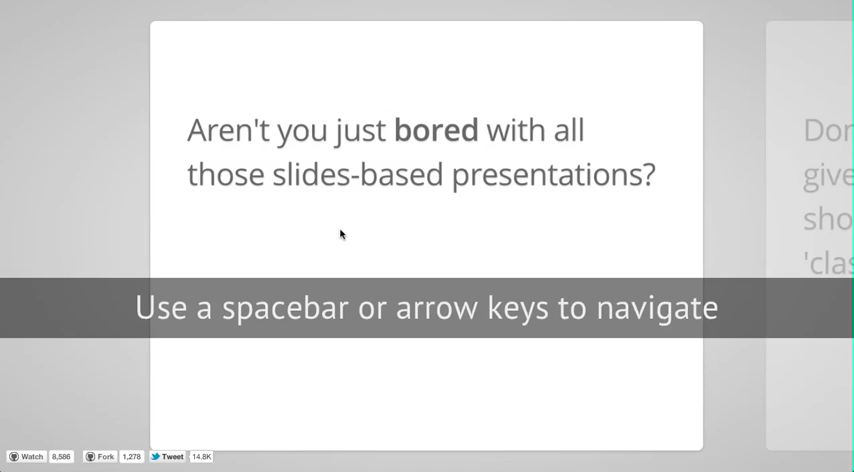 Aren't you just bored with all
those slides-based presentations?
Use a spacebar or arrow keys to navigate
Watch 8,586 Fork 1,278 Tweet 14.8K